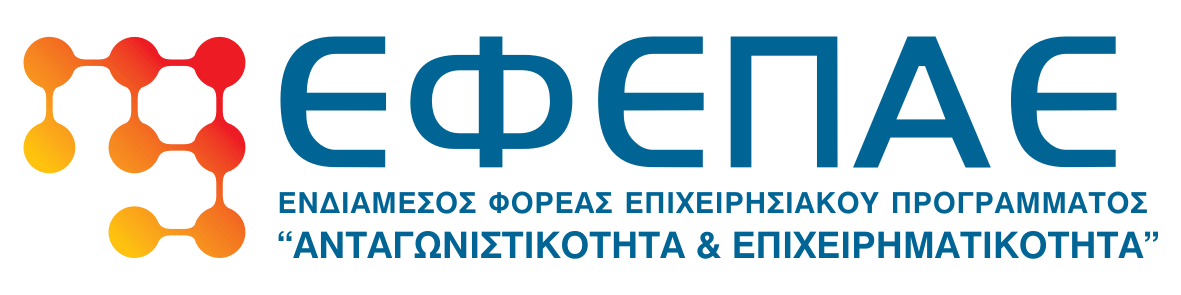 ΕΦΕΠΑΕ
ΕΝΔΙΑΜΕΣΟΣ ΦΟΡΕΑΣ ΕΠΙΧΕΙΡΗΣΙΑΚΟΥ ΠΡΟΓΡΑΜΜΑΤΟΣ
“ΑΝΤΑΓΩΝΙΣΤΙΚΟΤΗΤΑ & ΕΠΙΧΕΙΡΗΜΑΤΙΚΟΤΗΤΑ”